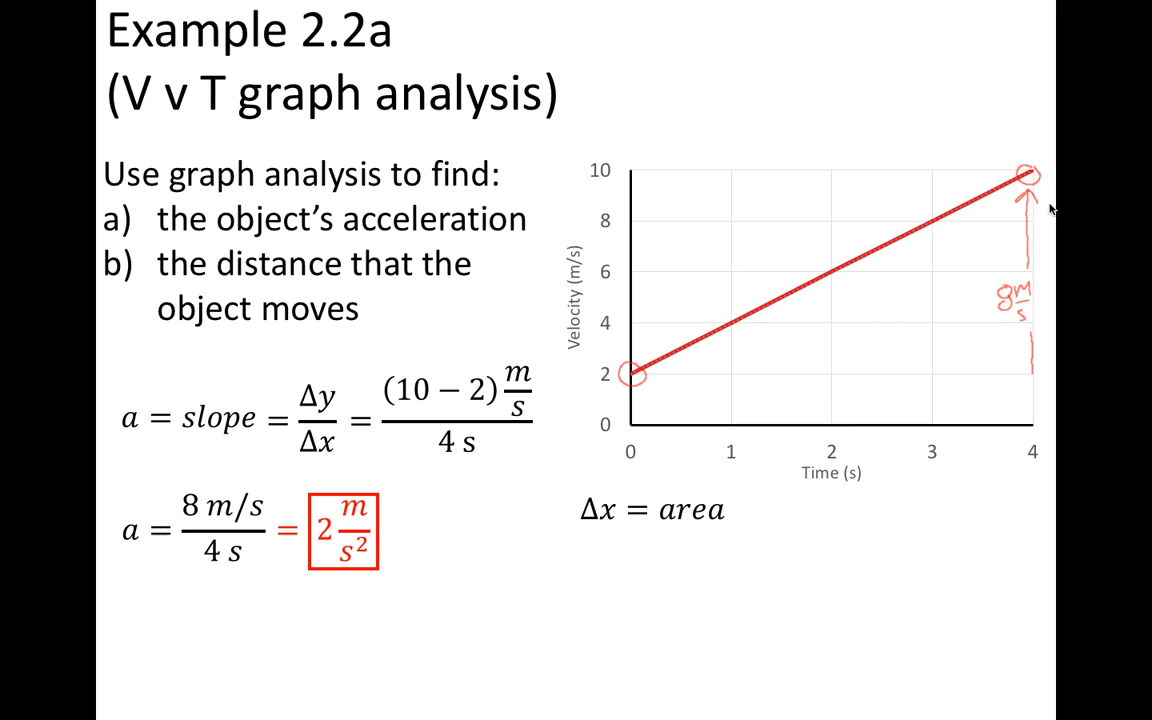 Example 2.2a
(V v T graph analysis)
Use graph analysis to find:
a) the object's acceleration
b) the distance that the
object moves
a = slope = Δy/Δx = (10 − 2) m/s / 4 s
a = 8 m/s / 4 s = 2 m/s²
10
8
6
4
2
0
Velocity (m/s)
8 m/s
0 1 2 3 4
Time (s)
Δx = area